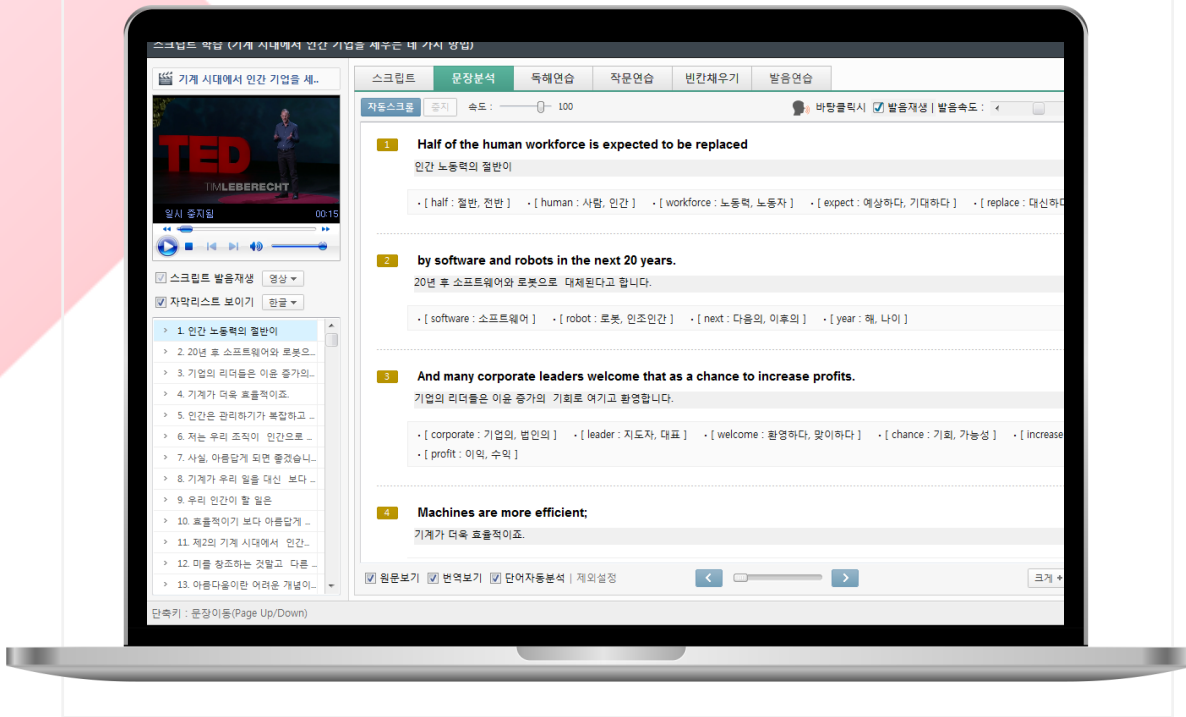 스크립트 학습 (기계 시대에서 인간 기업을 세우는 네 가지 방법)
기계 시대에서 인간 기업을 세..
TED
TIMLEBERECHT
일시 중지됨 00:15
스크립트 발음재생 영상
자막리스트 보이기 한글
1. 인간 노동력의 절반이
2. 20년 후 소프트웨어와 로봇으...
3. 기업의 리더들은 이윤 증가의...
4. 기계가 더욱 효율적이죠.
5. 인간은 관리하기가 복잡하고 ...
6. 저는 우리 조직이 인간으로 ...
7. 사실, 아름답게 되면 좋겠습니...
8. 기계가 우리 일을 대신 보다 ...
9. 우리 인간이 할 일은
10. 효율적이기 보다 아름답게 ...
11. 제2의 기계 시대에서 인간...
12. 미를 창조하는 것말고 다른 ...
13. 아름다움이란 어려운 개념이...
스크립트 문장분석 독해연습 작문연습 빈칸채우기 발음연습
자동스크롤 중지 속도 : 100 바탕클릭시 발음재생 | 발음속도 :
1 Half of the human workforce is expected to be replaced
인간 노동력의 절반이
· [ half : 절반, 전반 ] · [ human : 사람, 인간 ] · [ workforce : 노동력, 노동자 ] · [ expect : 예상하다, 기대하다 ] · [ replace : 대신하다
2 by software and robots in the next 20 years.
20년 후 소프트웨어와 로봇으로 대체된다고 합니다.
· [ software : 소프트웨어 ] · [ robot : 로봇, 인조인간 ] · [ next : 다음의, 이후의 ] · [ year : 해, 나이 ]
3 And many corporate leaders welcome that as a chance to increase profits.
기업의 리더들은 이윤 증가의 기회로 여기고 환영합니다.
· [ corporate : 기업의, 법인의 ] · [ leader : 지도자, 대표 ] · [ welcome : 환영하다, 맞이하다 ] · [ chance : 기회, 가능성 ] · [ increase
· [ profit : 이익, 수익 ]
4 Machines are more efficient;
기계가 더욱 효율적이죠.
원문보기 번역보기 단어자동분석 | 제외설정 크게 +
단축키 : 문장이동(Page Up/Down)